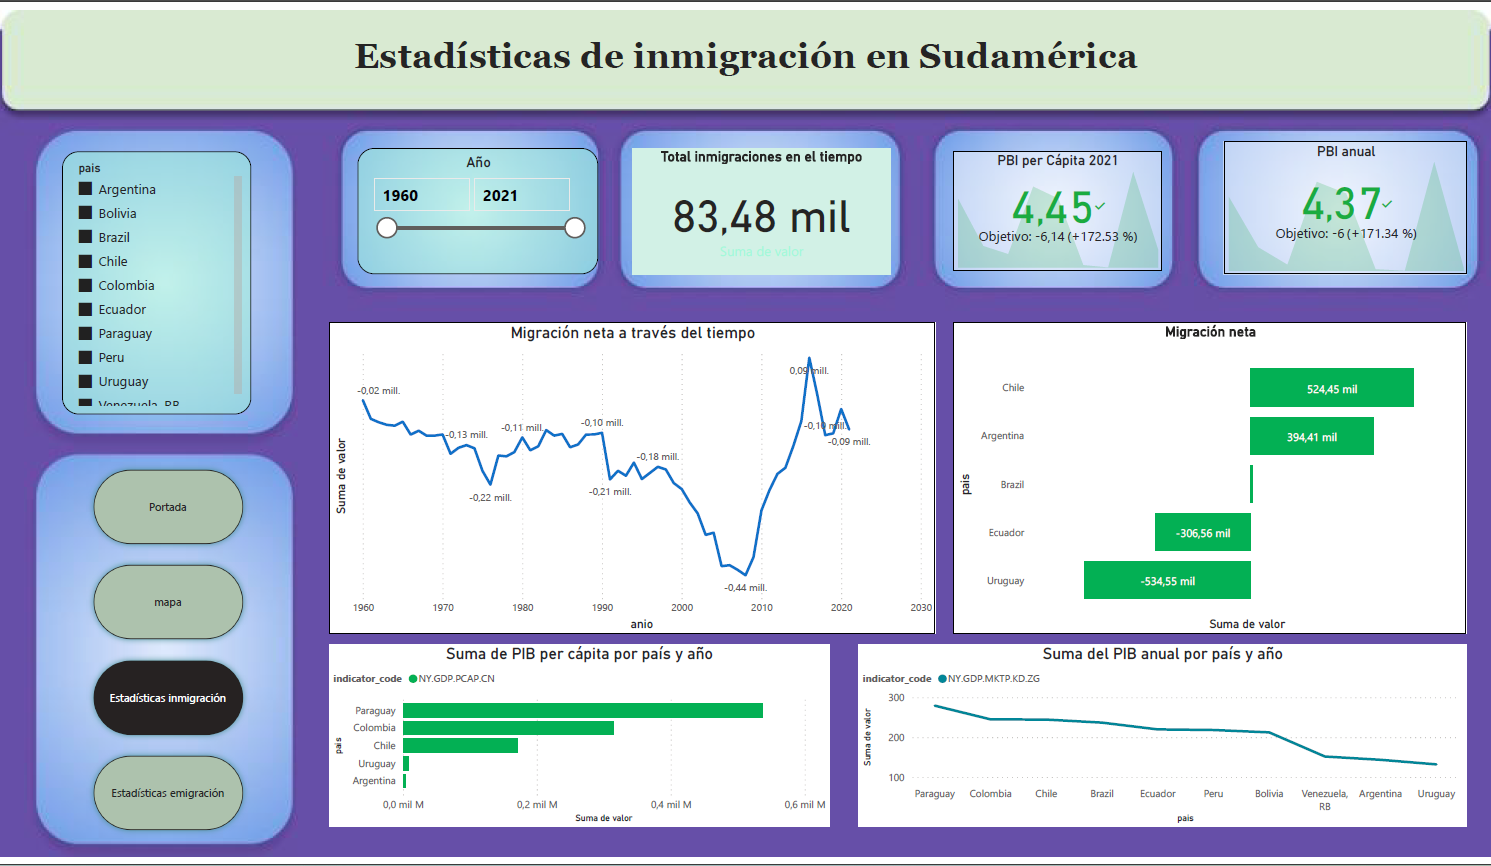 Estadísticas de inmigración en Sudamérica
pais
Argentina
Bolivia
Brazil
Chile
Colombia
Ecuador
Paraguay
Peru
Uruguay
Venezuela, RB
Portada
mapa
Estadísticas inmigración
Estadísticas emigración
Año
1960 2021
Total inmigraciones en el tiempo
83,48 mil
Suma de valor
PBI per Cápita 2021
4,45
Objetivo: -6,14 (+172.53 %)
PBI anual
4,37
Objetivo: -6 (+171.34 %)
Migración neta a través del tiempo
Suma de valor
-0,02 mill.
-0,13 mill.
-0,22 mill.
-0,11 mill.
-0,10 mill.
-0,21 mill.
-0,18 mill.
-0,44 mill.
0,09 mill.
-0,10 mill.
-0,09 mill.
1960 1970 1980 1990 2000 2010 2020 2030
anio
Migración neta
pais
Chile 524,45 mil
Argentina 394,41 mil
Brazil
Ecuador -306,56 mil
Uruguay -534,55 mil
Suma de valor
Suma de PIB per cápita por país y año
indicator_code NY.GDP.PCAP.CN
pais
Paraguay
Colombia
Chile
Uruguay
Argentina
0,0 mil M 0,2 mil M 0,4 mil M 0,6 mil M
Suma de valor
Suma del PIB anual por país y año
indicator_code NY.GDP.MKTP.KD.ZG
Suma de valor
300
200
100
Paraguay Colombia Chile Brazil Ecuador Peru Bolivia Venezuela, RB Argentina Uruguay
pais